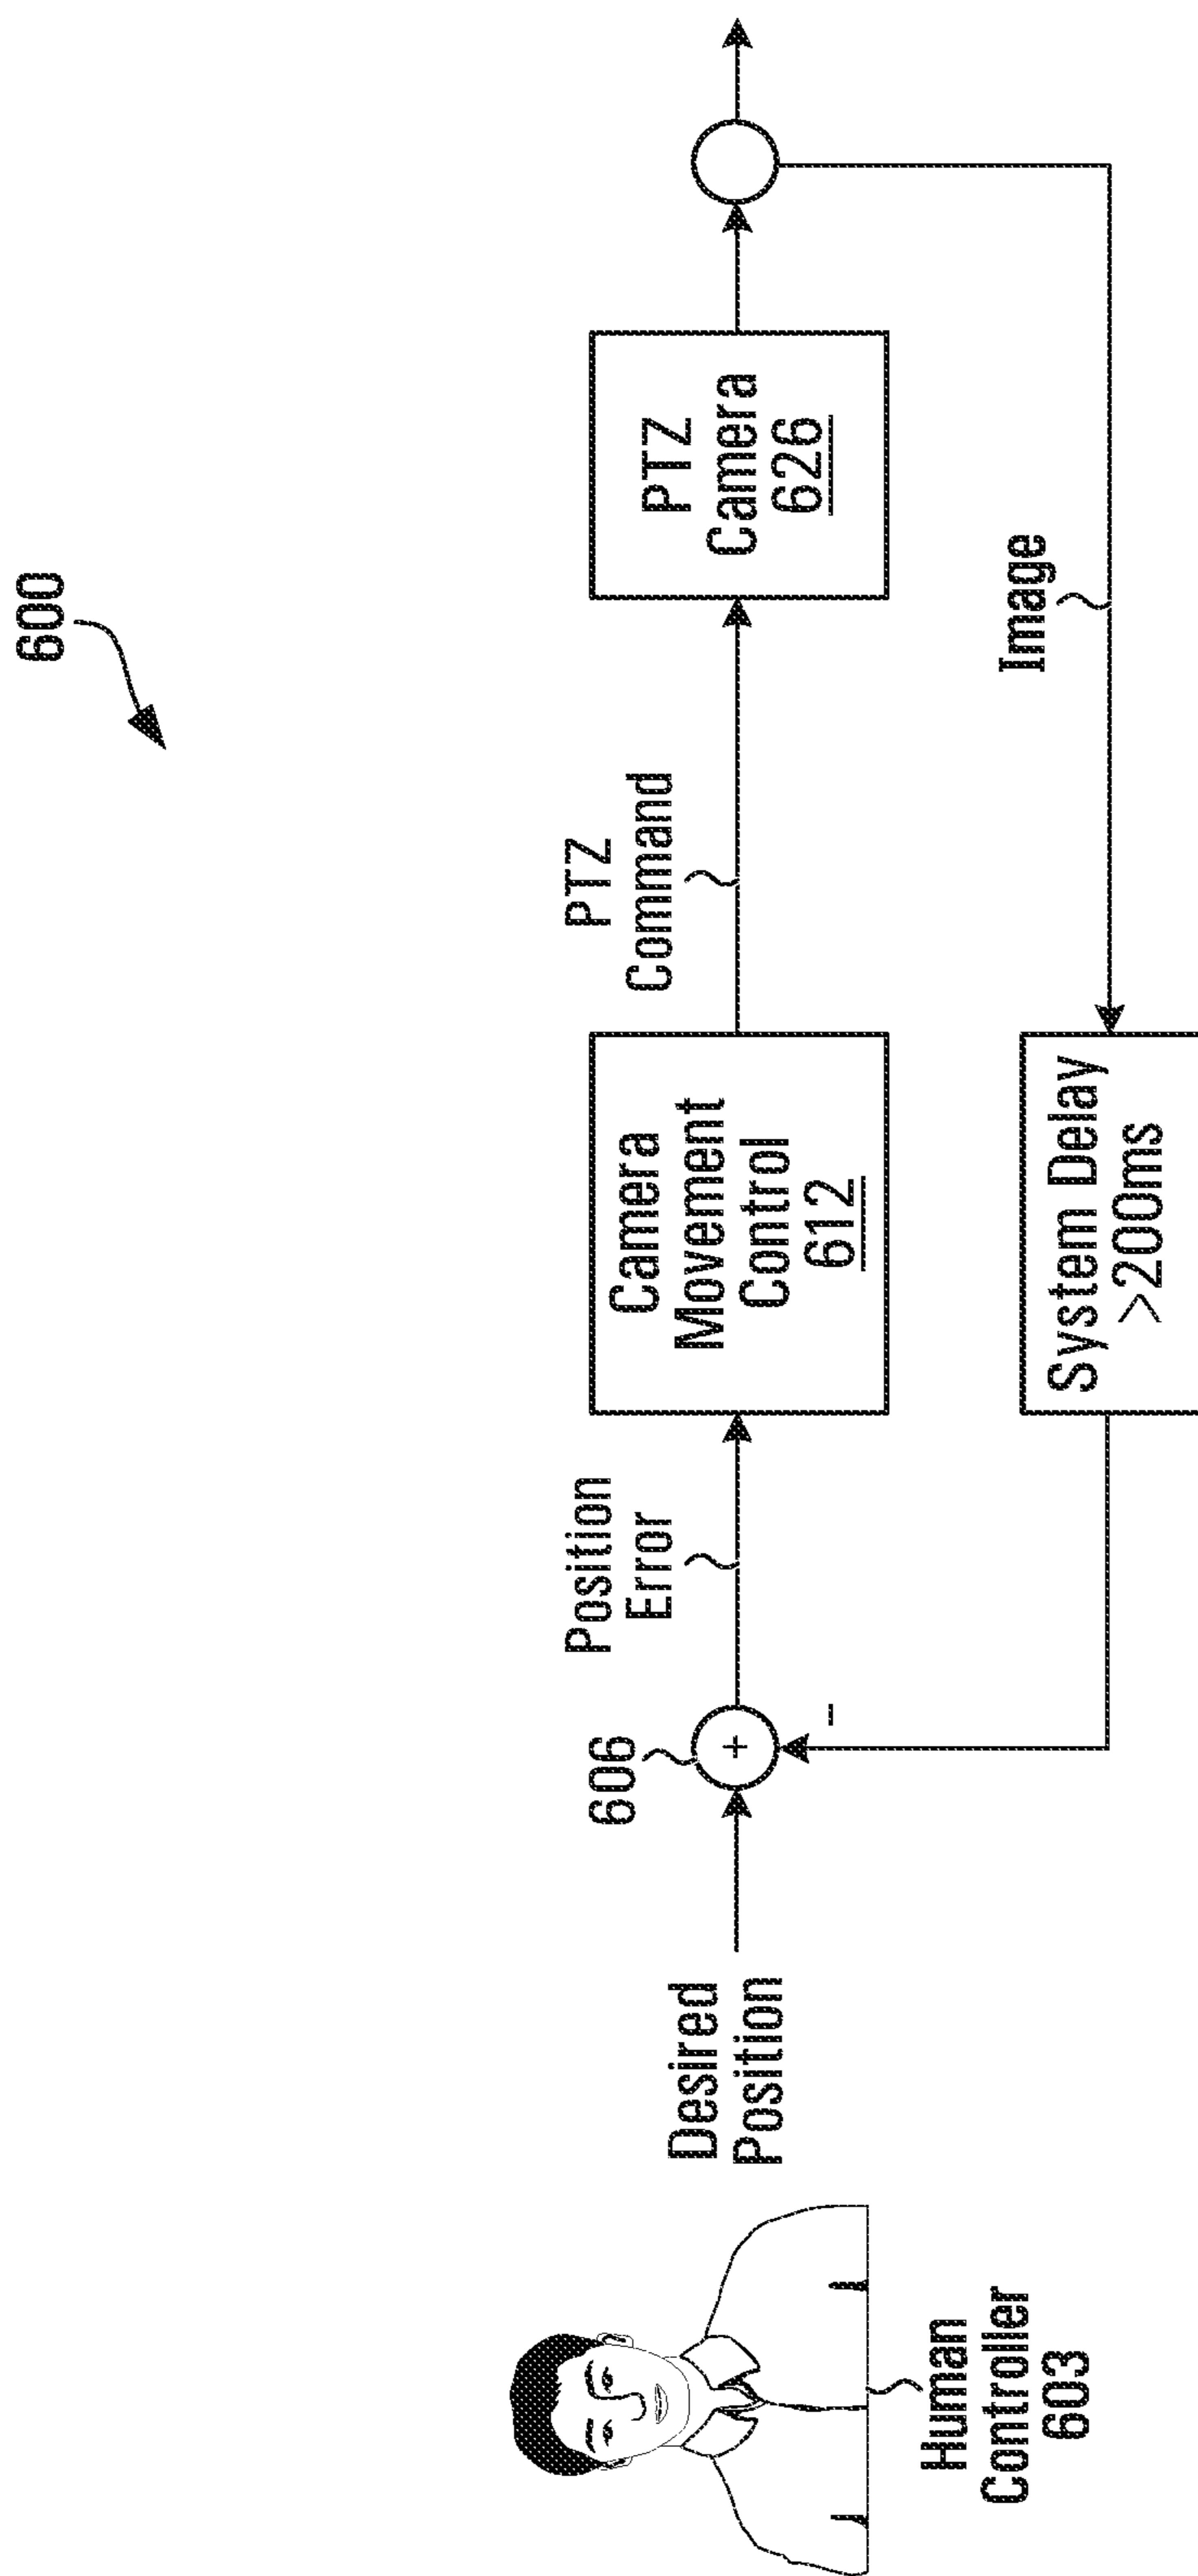 600
Human
Controller
603
Desired
Position
606
+
-
Position
Error
Camera
Movement
Control
612
PTZ
Command
PTZ
Camera
626
Image
System Delay
>200ms